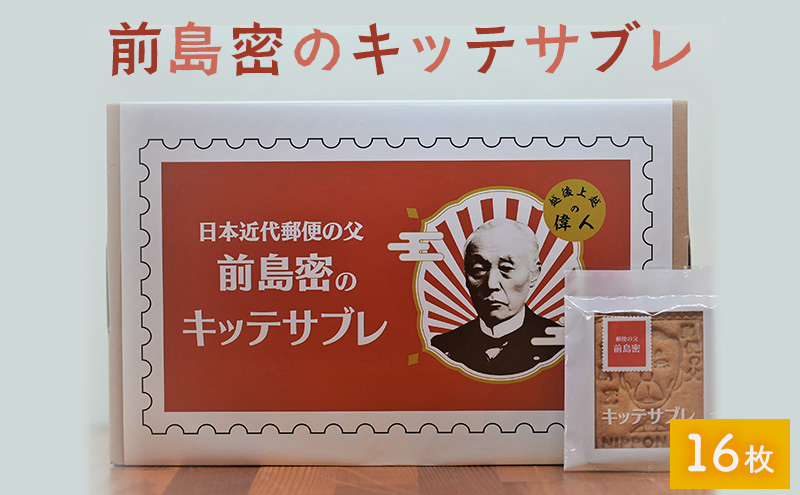 前島密のキッテサブレ
越後上越
の
偉人
日本近代郵便の父
前島密の
キッテサブレ
郵便の父
前島密
キッテサブレ
NIPPON
16枚